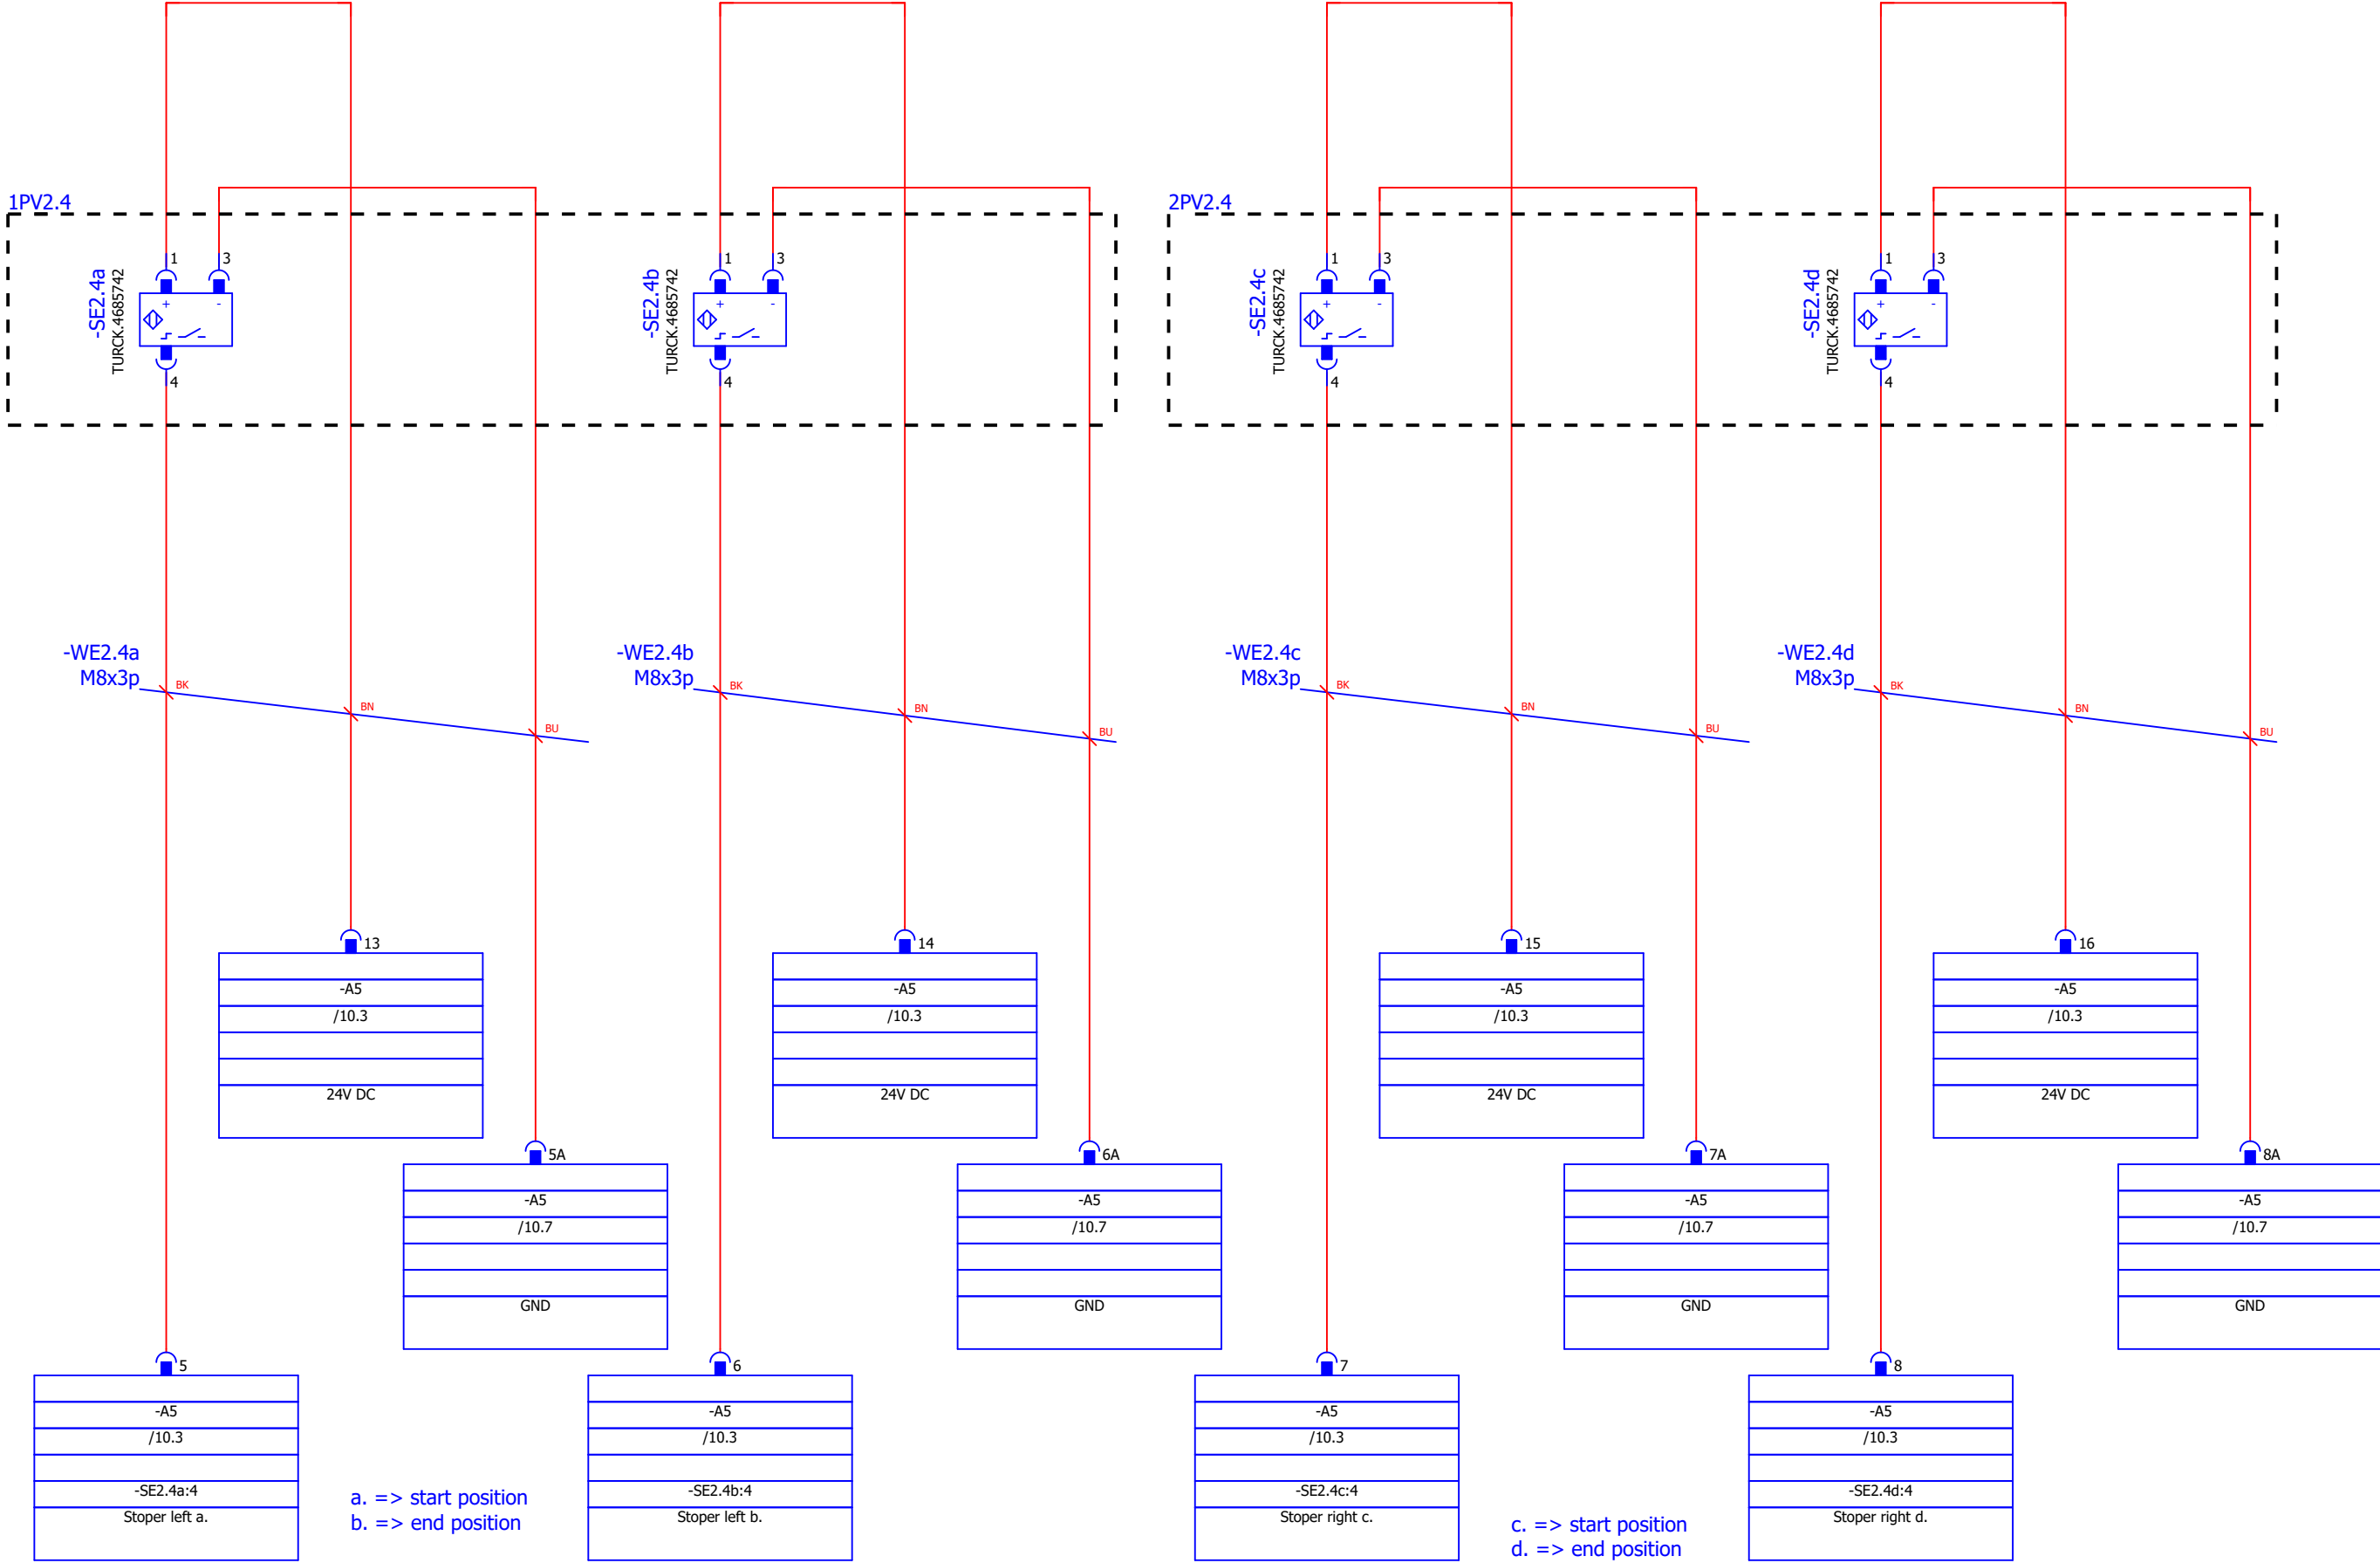 1PV2.4
2PV2.4
1
3
-SE2.4a
TURCK.4685742
+
-
4
1
3
-SE2.4b
TURCK.4685742
+
-
4
1
3
-SE2.4c
TURCK.4685742
+
-
4
1
3
-SE2.4d
TURCK.4685742
+
-
4
-WE2.4a
M8x3p
BK
BN
BU
-WE2.4b
M8x3p
BK
BN
BU
-WE2.4c
M8x3p
BK
BN
BU
-WE2.4d
M8x3p
BK
BN
BU
13
-A5
/10.3
24V DC
14
-A5
/10.3
24V DC
15
-A5
/10.3
24V DC
16
-A5
/10.3
24V DC
5A
-A5
/10.7
GND
6A
-A5
/10.7
GND
7A
-A5
/10.7
GND
8A
-A5
/10.7
GND
5
-A5
/10.3
-SE2.4a:4
Stoper left a.
a. => start position
b. => end position
6
-A5
/10.3
-SE2.4b:4
Stoper left b.
7
-A5
/10.3
-SE2.4c:4
Stoper right c.
c. => start position
d. => end position
8
-A5
/10.3
-SE2.4d:4
Stoper right d.